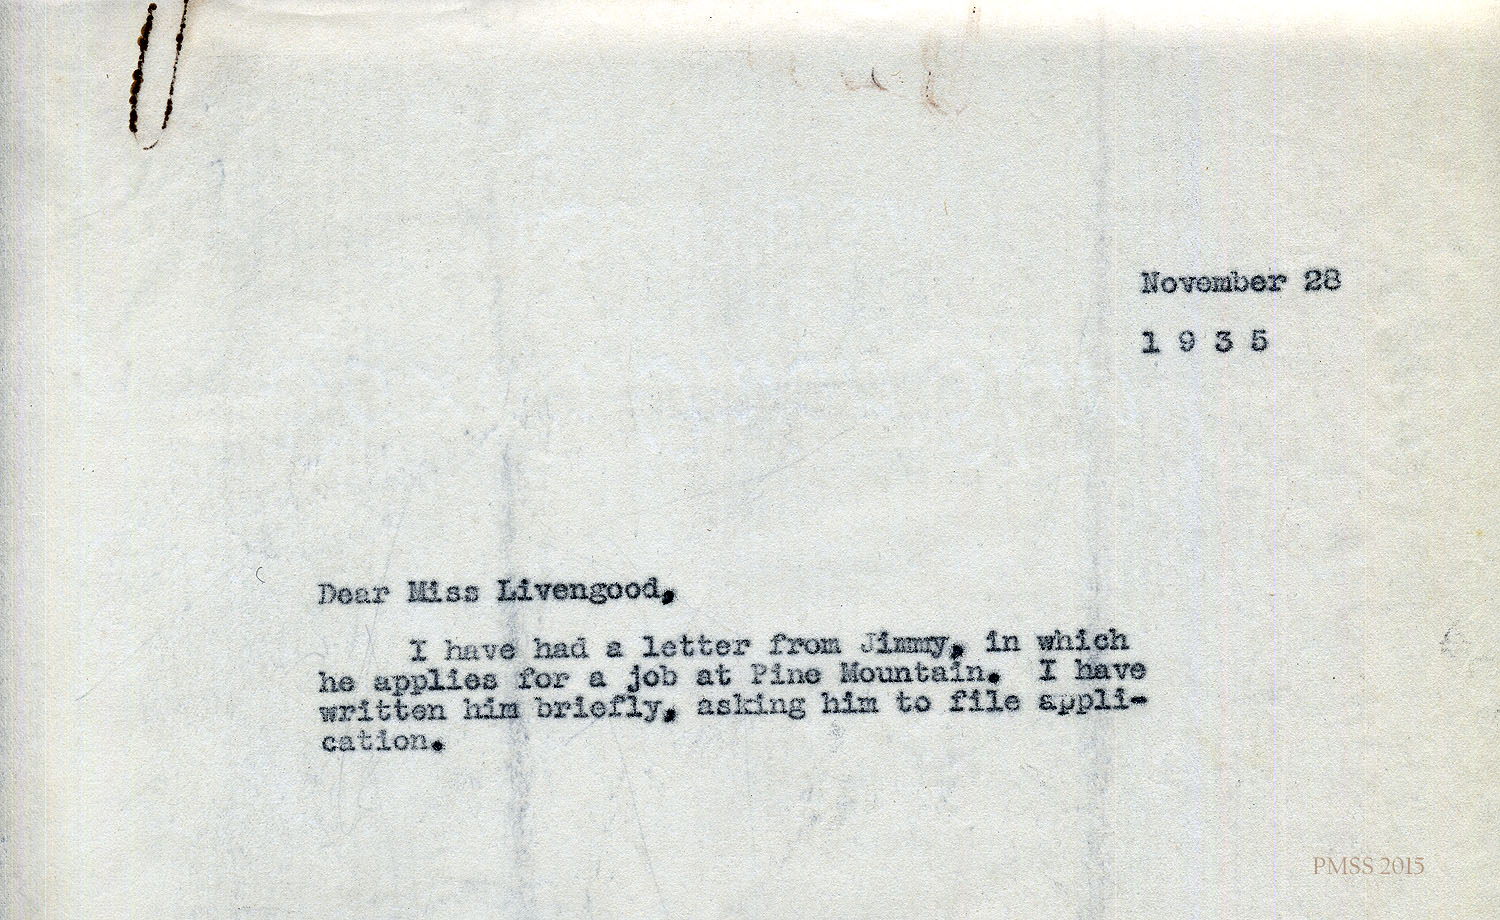 November 28
1 9 3 5
Dear Miss Livengood,
I have had a letter from Jimmy, in which
he applies for a job at Pine Mountain. I have
written him briefly, asking him to file appli-
cation.
PMSS 2015